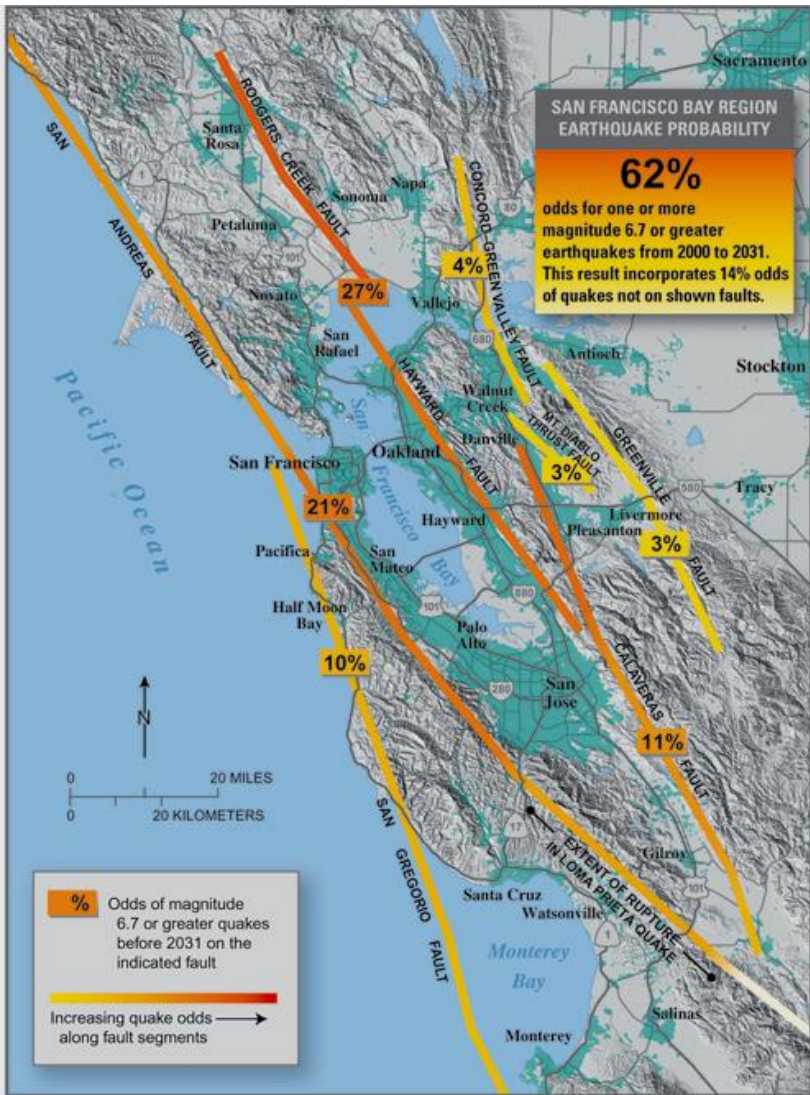 Sacramento
SAN FRANCISCO BAY REGION
EARTHQUAKE PROBABILITY
62%
odds for one or more
magnitude 6.7 or greater
earthquakes from 2000 to 2031.
This result incorporates 14% odds
of quakes not on shown faults.
SAN ANDREAS FAULT
1
RODGERS CREEK FAULT
Santa
Rosa
Sonoma
Napa
Petaluma
101
CONCORD-GREEN VALLEY FAULT
80
4%
27%
Novato
Vallejo
San
Rafael
680
HAYWARD FAULT
Antioch
Stockton
Walnut
Creek
MT. DIABLO
THRUST FAULT
GREENVILLE FAULT
Danville
3%
Pacific Ocean
San Francisco Bay
Oakland
San Francisco
580
Tracy
21%
Hayward
Livermore
Pleasanton
3%
Pacifica
San
Mateo
Half Moon
Bay
101
680
Palo
Alto
10%
280
San
Jose
CALAVERAS FAULT
11%
N
0 20 MILES
0 20 KILOMETERS
SAN GREGORIO FAULT
17
EXTENT OF RUPTURE
IN LOMA PRIETA QUAKE
Gilroy
101
Santa Cruz
Watsonville
1
Monterey
Bay
Salinas
Monterey
% Odds of magnitude
6.7 or greater quakes
before 2031 on the
indicated fault
Increasing quake odds
along fault segments